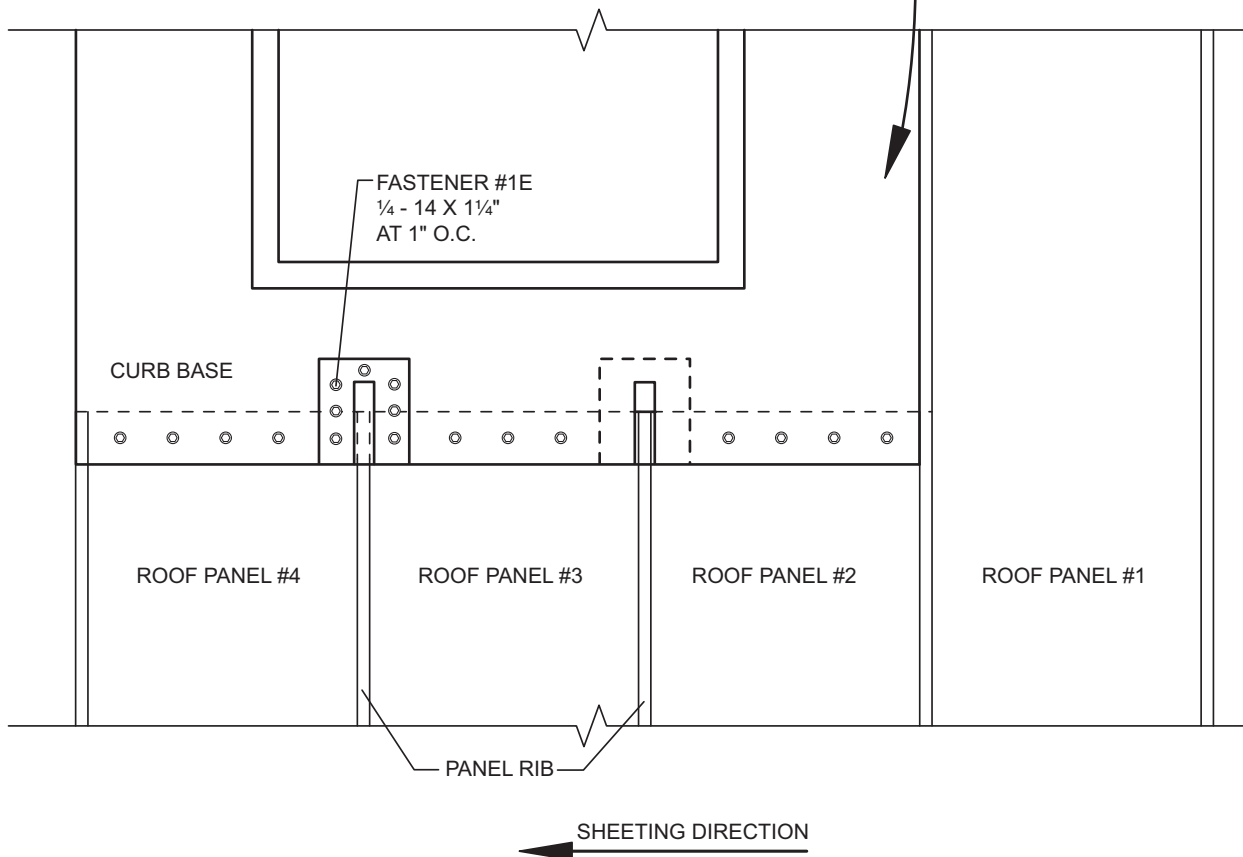 FASTENER #1E
¼ - 14 X 1¼"
AT 1" O.C.
CURB BASE
ROOF PANEL #4
ROOF PANEL #3
ROOF PANEL #2
ROOF PANEL #1
PANEL RIB
SHEETING DIRECTION